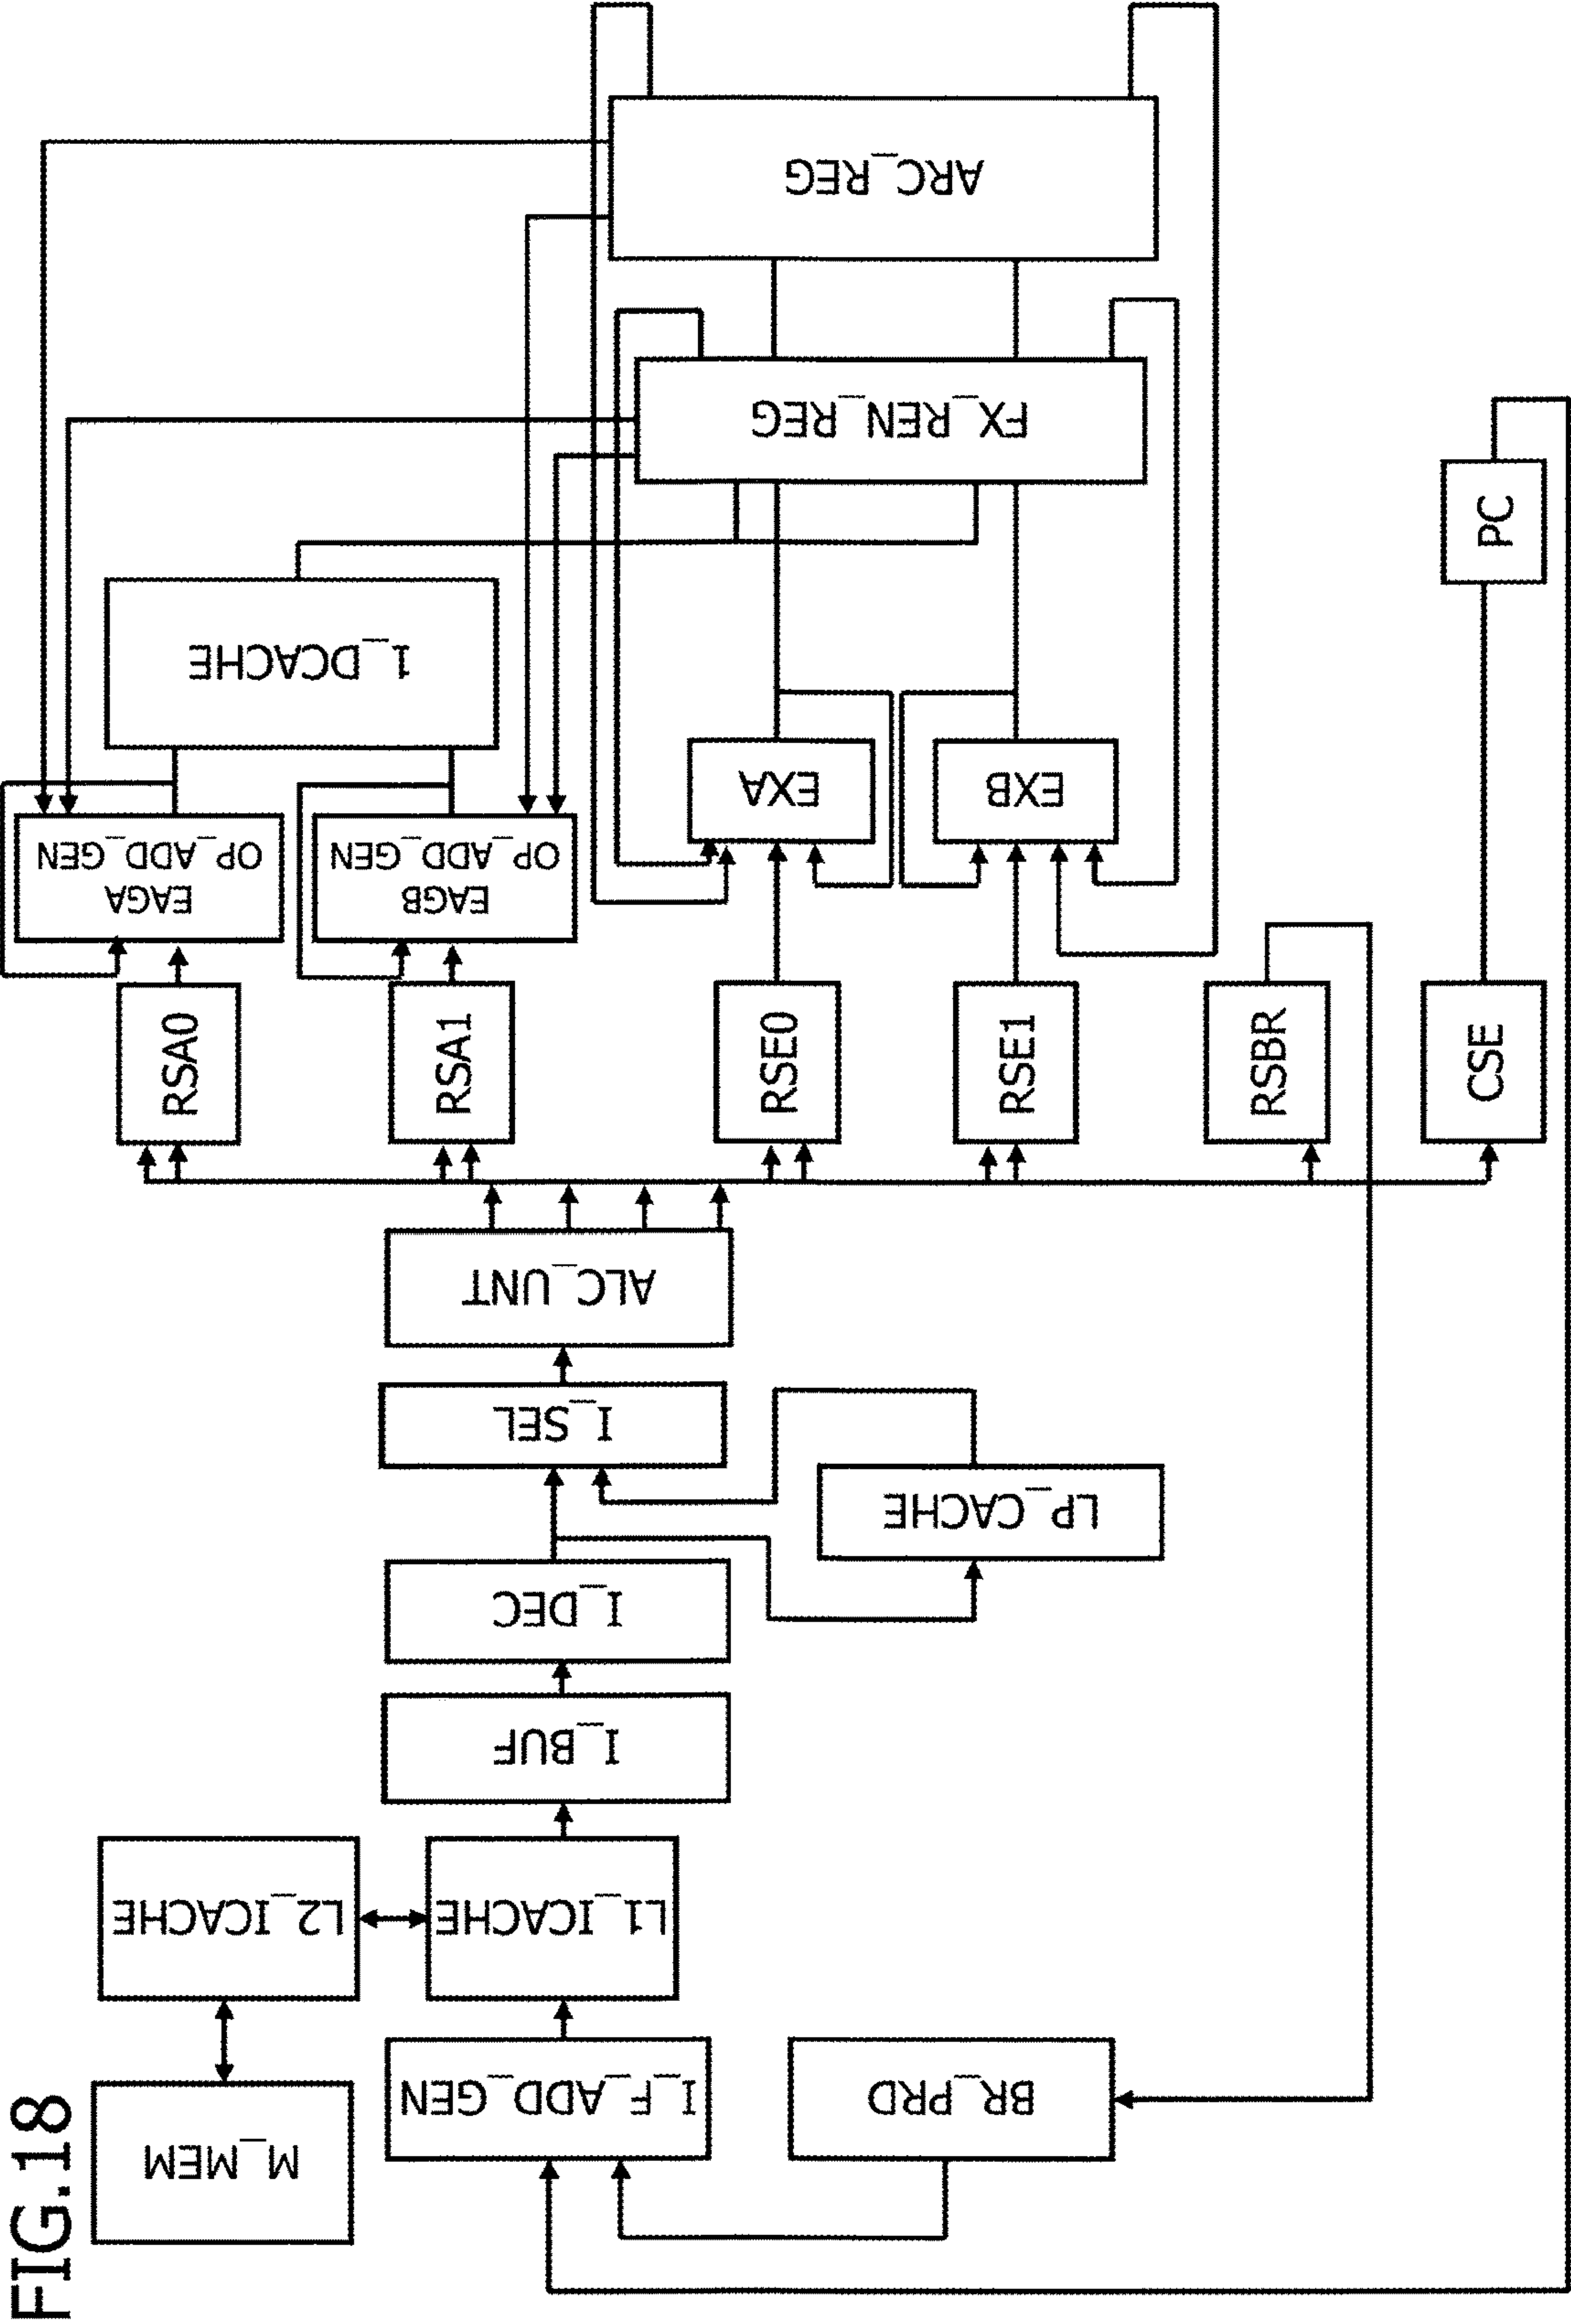 FIG.18
M_MEM
L2_ICACHE
I_F_ADD_GEN
L1_ICACHE
BR_PRD
I_BUF
I_DEC
I_SEL
LP_CACHE
ALC_UNT
RSA0
RSA1
RSE0
RSE1
RSBR
CSE
OP_ADD_GEN
EAGA
OP_ADD_GEN
EAGB
EXA
EXB
1_DCACHE
FX_REN_REG
ARC_REG
PC